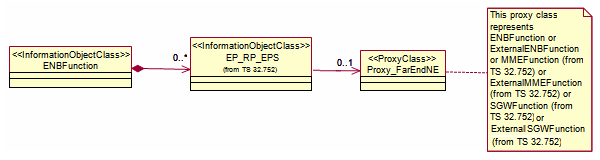 <<InformationObjectClass>>
ENBFunction
0..*
<<InformationObjectClass>>
EP_RP_EPS
(from TS 32.752)
0..1
<<ProxyClass>>
Proxy_FarEndNE
This proxy class
represents
ENBFunction or
ExternalENBFunction
or MMEFunction (from
TS 32.752) or
ExternalMMEFunction
(from TS 32.752) or
SGWFunction (from
TS 32.752) or
ExternalSGWFunction
(from TS 32.752)